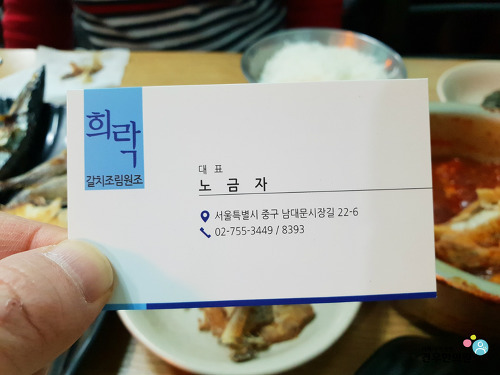 희락
갈치조림원조
대 표
노 금 자
서울특별시 중구 남대문시장길 22-6
02-755-3449 / 8393